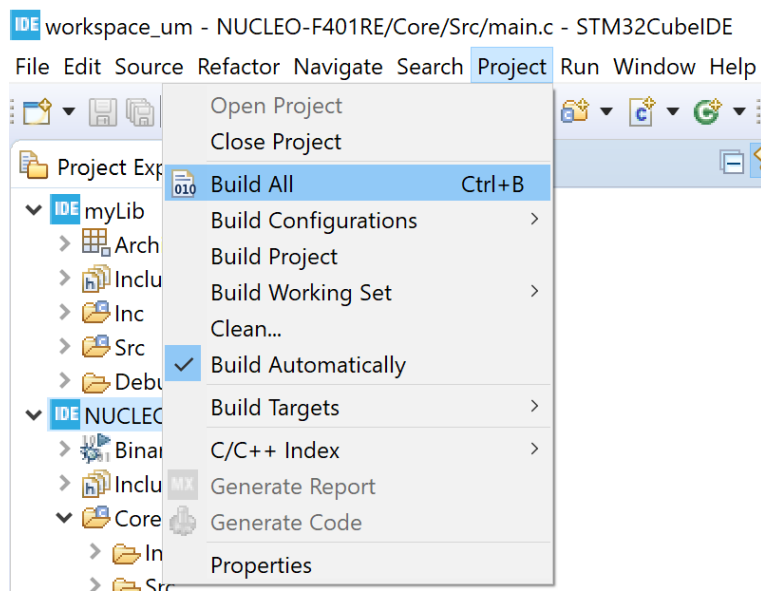 IDE workspace_um - NUCLEO-F401RE/Core/Src/main.c - STM32CubeIDE
File Edit Source Refactor Navigate Search Project Run Window Help
Open Project
Close Project
Project Exp
010 Build All Ctrl+B
IDE myLib
Build Configurations
Arch
Build Project
Inclu
Build Working Set
Inc
Clean...
Src
Build Automatically
Debu
Build Targets
IDE NUCLEO
C/C++ Index
Binar
MX Generate Report
Inclu
Generate Code
Core
In
Properties
Src